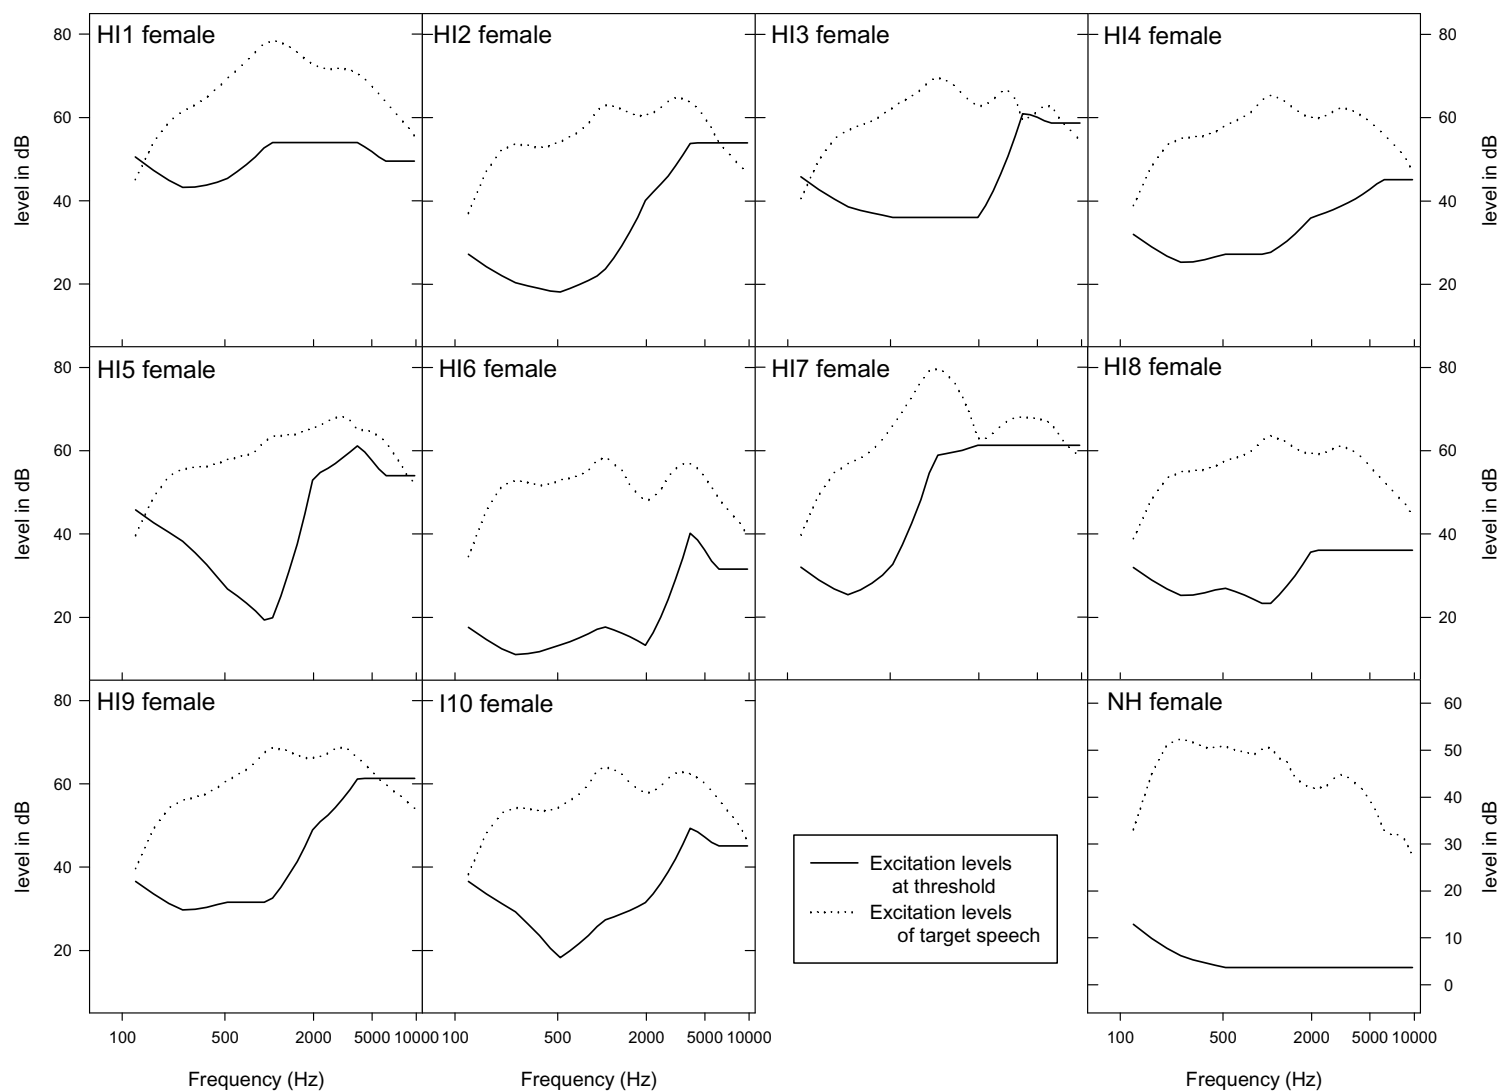 HI1 female
HI2 female
HI3 female
HI4 female
80
60
40
20
level in dB
80
60
40
20
level in dB
HI5 female
HI6 female
HI7 female
HI8 female
80
60
40
20
level in dB
80
60
40
20
level in dB
HI9 female
I10 female
NH female
80
60
40
20
level in dB
60
50
40
30
20
10
0
level in dB
Excitation levels
at threshold
Excitation levels
of target speech
100 500 2000 5000 10000
100 500 2000 5000 10000
100 500 2000 5000 10000
Frequency (Hz)
Frequency (Hz)
Frequency (Hz)